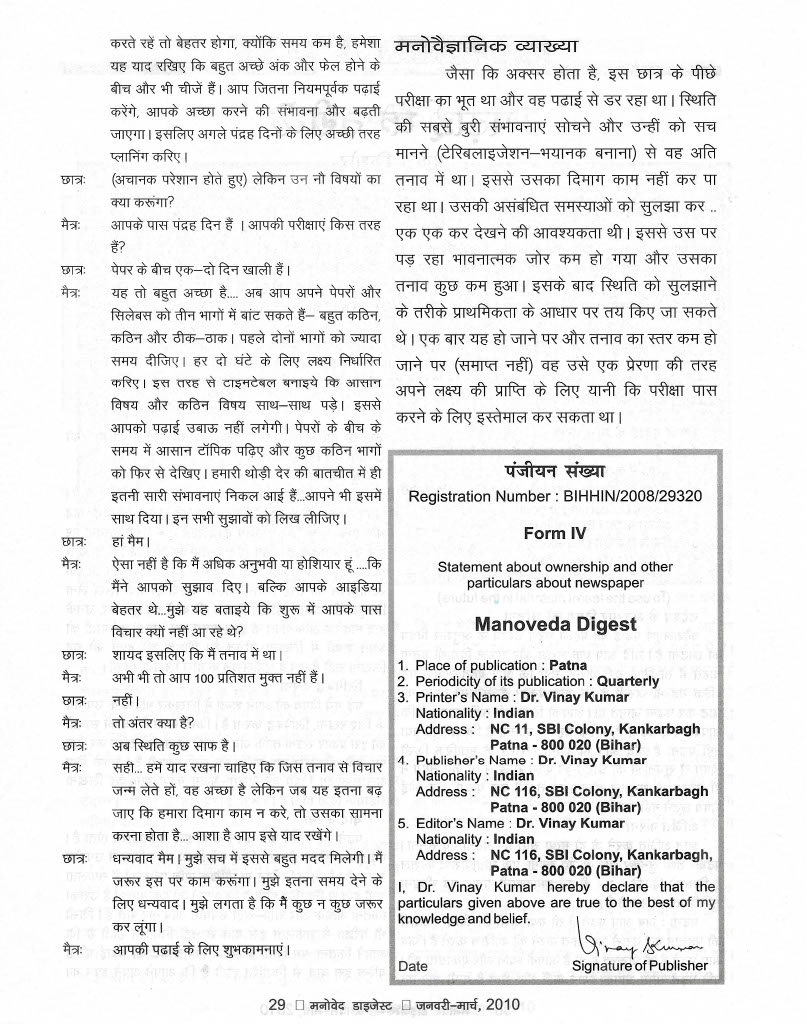 करते रहें तो बेहतर होगा, क्योंकि समय कम है, हमेशा
यह याद रखिए कि बहुत अच्छे अंक और फेल होने के
बीच और भी चीजें हैं। आप जितना नियमपूर्वक पढाई
करेंगे, आपके अच्छा करने की संभावना और बढती
जाएगा। इसलिए अगले पंद्रह दिनों के लिए अच्छी तरह
प्लानिंग करिए।
छात्रः (अचानक परेशान होते हुए) लेकिन उन नौ विषयों का
क्या करूंगा?
मैत्रः आपके पास पंद्रह दिन हैं । आपकी परीक्षाएं किस तरह
हैं?
छात्रः पेपर के बीच एक–दो दिन खाली हैं।
मैत्रः यह तो बहुत अच्छा है.... अब आप अपने पेपरों और
सिलेबस को तीन भागों में बांट सकते हैं– बहुत कठिन,
कठिन और ठीक–ठाक। पहले दोनों भागों को ज्यादा
समय दीजिए। हर दो घंटे के लिए लक्ष्य निर्धारित
करिए। इस तरह से टाइमटेबल बनाइये कि आसान
विषय और कठिन विषय साथ–साथ पड़े। इससे
आपको पढ़ाई उबाऊ नहीं लगेगी। पेपरों के बीच के
समय में आसान टॉपिक पढ़िए और कुछ कठिन भागों
को फिर से देखिए। हमारी थोड़ी देर की बातचीत में ही
इतनी सारी संभावनाएं निकल आई हैं...आपने भी इसमें
साथ दिया। इन सभी सुझावों को लिख लीजिए।
छात्रः हां मैम।
मैत्रः ऐसा नहीं है कि मैं अधिक अनुभवी या होशियार हूं ....कि
मैंने आपको सुझाव दिए। बल्कि आपके आइडिया
बेहतर थे...मुझे यह बताइये कि शुरू में आपके पास
विचार क्यों नहीं आ रहे थे?
छात्रः शायद इसलिए कि मैं तनाव में था।
मैत्रः अभी भी तो आप 100 प्रतिशत मुक्त नहीं हैं।
छात्रः नहीं।
मैत्रः तो अंतर क्या है?
छात्रः अब स्थिति कुछ साफ है।
मैत्रः सही... हमें याद रखना चाहिए कि जिस तनाव से विचार
जन्म लेते हों, वह अच्छा है लेकिन जब यह इतना बढ़
जाए कि हमारा दिमाग काम न करे, तो उसका सामना
करना होता है... आशा है आप इसे याद रखेंगे।
छात्रः धन्यवाद मैम। मुझे सच में इससे बहुत मदद मिलेगी। मैं
जरूर इस पर काम करूंगा। मुझे इतना समय देने के
लिए धन्यवाद। मुझे लगता है कि मैं कुछ न कुछ जरूर
कर लूंगा।
मैत्रः आपकी पढाई के लिए शुभकामनाएं।
मनोवैज्ञानिक व्याख्या
जैसा कि अक्सर होता है, इस छात्र के पीछे
परीक्षा का भूत था और वह पढाई से डर रहा था। स्थिति
की सबसे बुरी संभावनाएं सोचने और उन्हीं को सच
मानने (टेरिबलाइजेशन–भयानक बनाना) से वह अति
तनाव में था। इससे उसका दिमाग काम नहीं कर पा
रहा था। उसकी असंबंधित समस्याओं को सुलझा कर ..
एक एक कर देखने की आवश्यकता थी। इससे उस पर
पड़ रहा भावनात्मक जोर कम हो गया और उसका
तनाव कुछ कम हुआ। इसके बाद स्थिति को सुलझाने
के तरीके प्राथमिकता के आधार पर तय किए जा सकते
थे। एक बार यह हो जाने पर और तनाव का स्तर कम हो
जाने पर (समाप्त नहीं) वह उसे एक प्रेरणा की तरह
अपने लक्ष्य की प्राप्ति के लिए यानी कि परीक्षा पास
करने के लिए इस्तेमाल कर सकता था।
पंजीयन संख्या
Registration Number : BIHHIN/2008/29320
Form IV
Statement about ownership and other
particulars about newspaper
Manoveda Digest
1. Place of publication : Patna
2. Periodicity of its publication : Quarterly
3. Printer's Name : Dr. Vinay Kumar
Nationality : Indian
Address : NC 11, SBI Colony, Kankarbagh
Patna - 800 020 (Bihar)
4. Publisher's Name : Dr. Vinay Kumar
Nationality : Indian
Address : NC 116, SBI Colony, Kankarbagh
Patna - 800 020 (Bihar)
5. Editor's Name : Dr. Vinay Kumar
Nationality : Indian
Address : NC 116, SBI Colony, Kankarbagh,
Patna - 800 020 (Bihar)
I, Dr. Vinay Kumar hereby declare that the
particulars given above are true to the best of my
knowledge and belief.
Vinay Kumar
Date Signature of Publisher
29 □ मनोवेद डाइजेस्ट □ जनवरी–मार्च, 2010